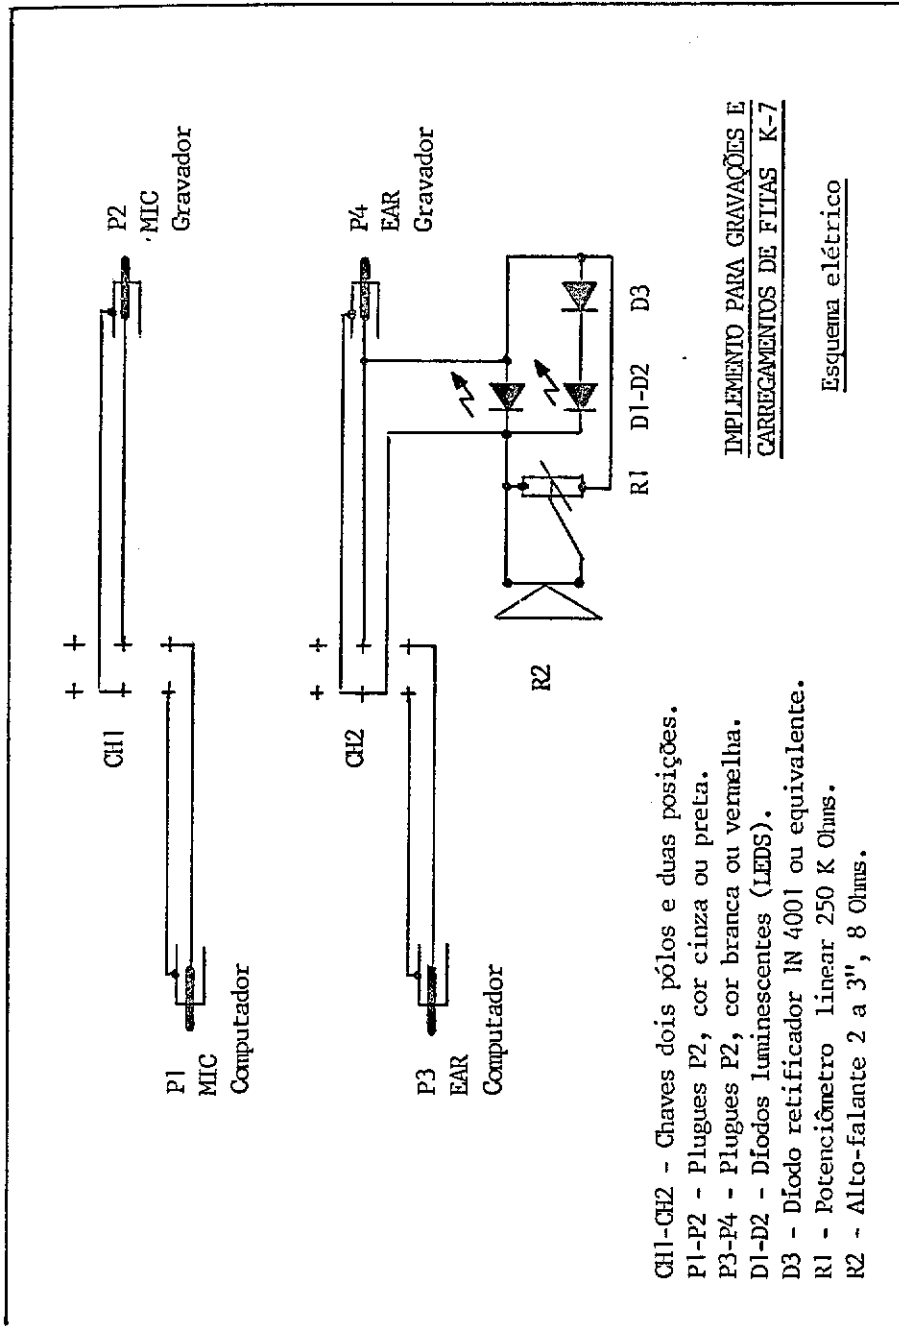 P1
MIC
Computador
CH1
P2
MIC
Gravador
P3
EAR
Computador
CH2
P4
EAR
Gravador
R2
R1
D1-D2
D3
CH1-CH2 - Chaves dois pólos e duas posições.
P1-P2 - Plugues P2, cor cinza ou preta.
P3-P4 - Plugues P2, cor branca ou vermelha.
D1-D2 - Díodos luminescentes (LEDS).
D3 - Díodo retificador 1N 4001 ou equivalente.
R1 - Potenciômetro linear 250 K Ohms.
R2 - Alto-falante 2 a 3", 8 Ohms.
IMPLEMENTO PARA GRAVAÇÕES E
CARREGAMENTOS DE FITAS K-7
Esquema elétrico